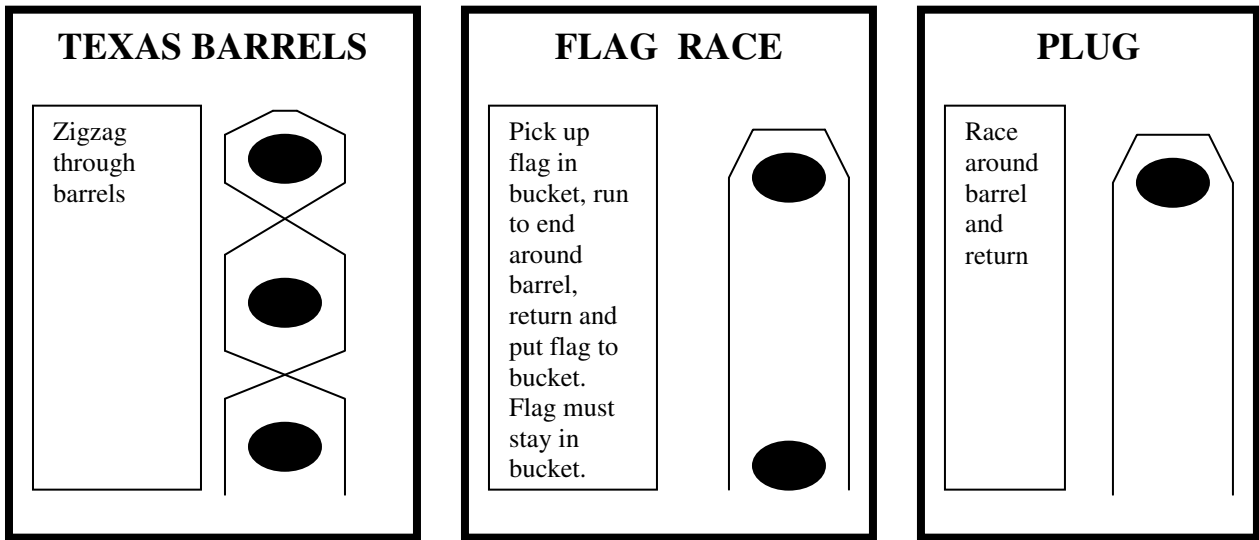 TEXAS BARRELS
Zigzag
through
barrels
FLAG RACE
Pick up
flag in
bucket, run
to end
around
barrel,
return and
put flag to
bucket.
Flag must
stay in
bucket.
PLUG
Race
around
barrel
and
return